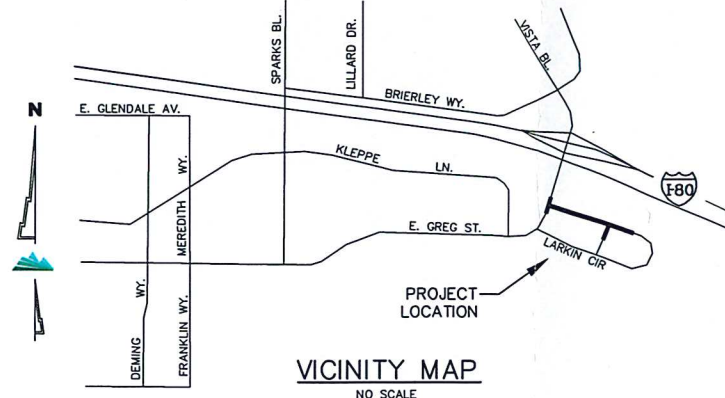 SPARKS BL.
LILLARD DR.
VISTA BL.
BRIERLEY WY.
N
E. GLENDALE AV.
KLEPPE LN.
MEREDITH WY.
I-80
E. GREG ST.
LARKIN CIR
PROJECT
LOCATION
DEMING WY.
FRANKLIN WY.
VICINITY MAP
NO SCALE